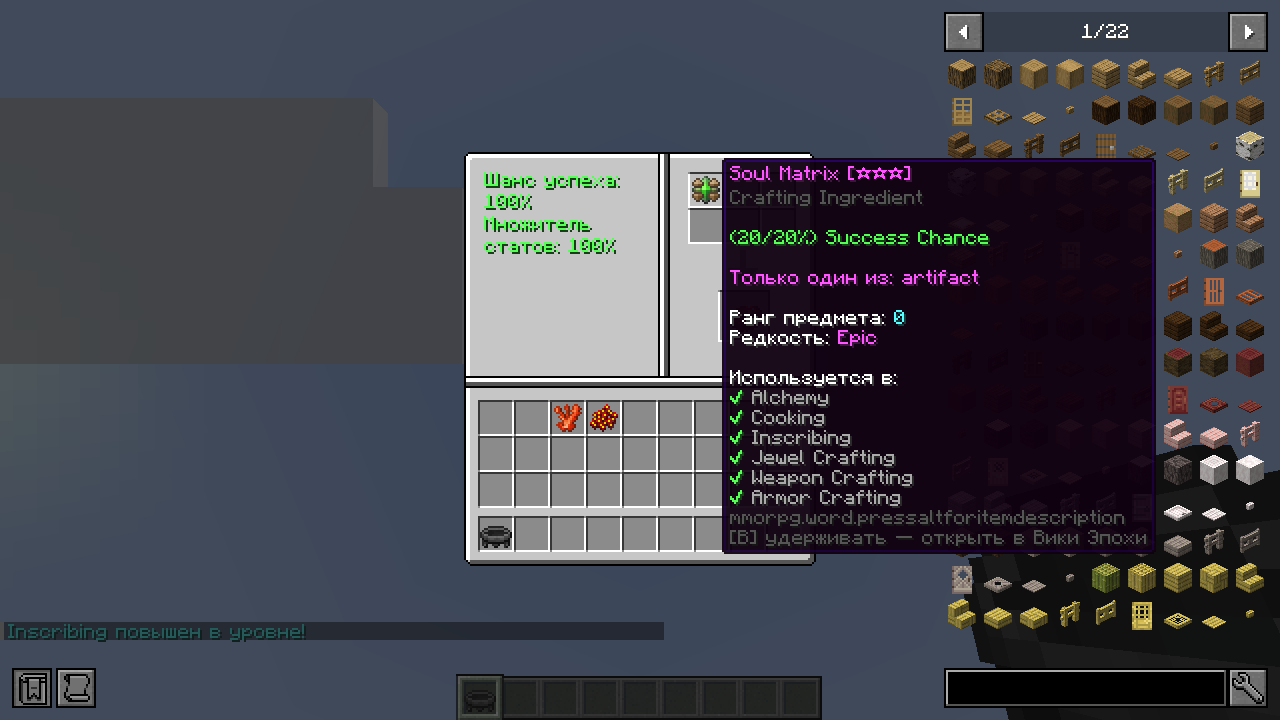 1/22
Шанс успеха:
100%
Множитель
статов: 100%
Soul Matrix [☆☆☆]
Crafting Ingredient
(20/20%) Success Chance
Только один из: artifact
Ранг предмета: 0
Редкость: Epic
Используется в:
✔ Alchemy
✔ Cooking
✔ Inscribing
✔ Jewel Crafting
✔ Weapon Crafting
✔ Armor Crafting
mmorpg.word.pressaltforitemdescription
[B] удерживать — открыть в Вики Эпохи
Inscribing повышен в уровне!